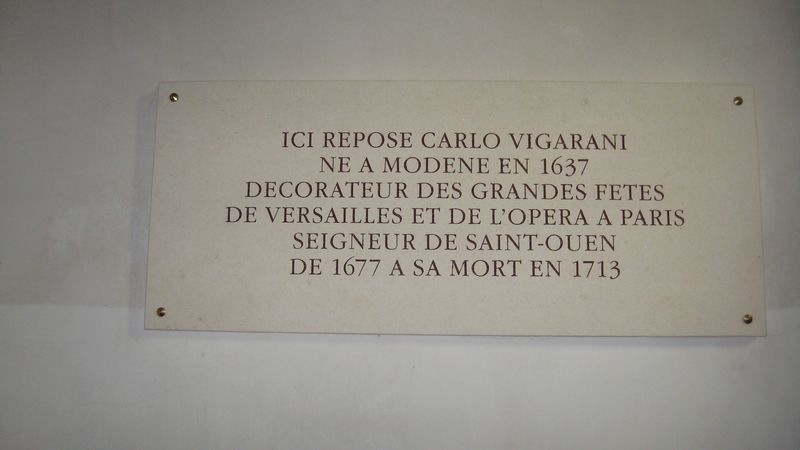 ICI REPOSE CARLO VIGARANI
NE A MODENE EN 1637
DECORATEUR DES GRANDES FETES
DE VERSAILLES ET DE L'OPERA A PARIS
SEIGNEUR DE SAINT-OUEN
DE 1677 A SA MORT EN 1713